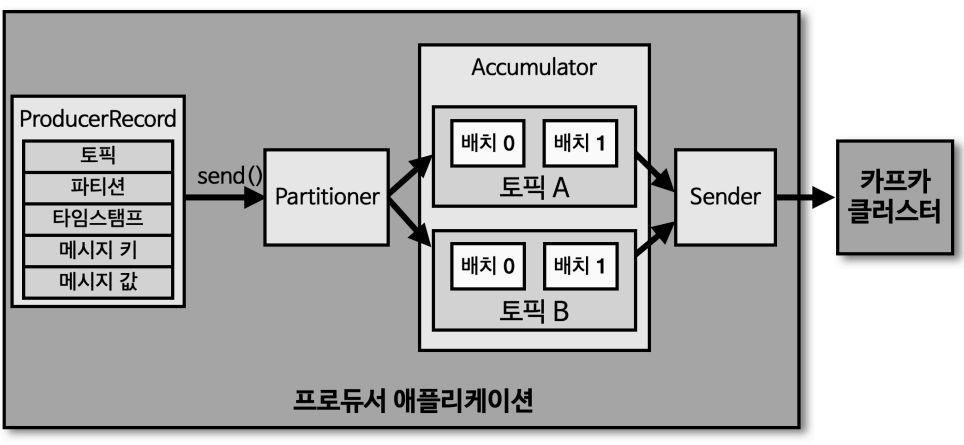 ProducerRecord
토픽
파티션
타임스탬프
메시지 키
메시지 값
send()
Partitioner
Accumulator
배치 0
배치 1
토픽 A
배치 0
배치 1
토픽 B
Sender
카프카
클러스터
프로듀서 애플리케이션